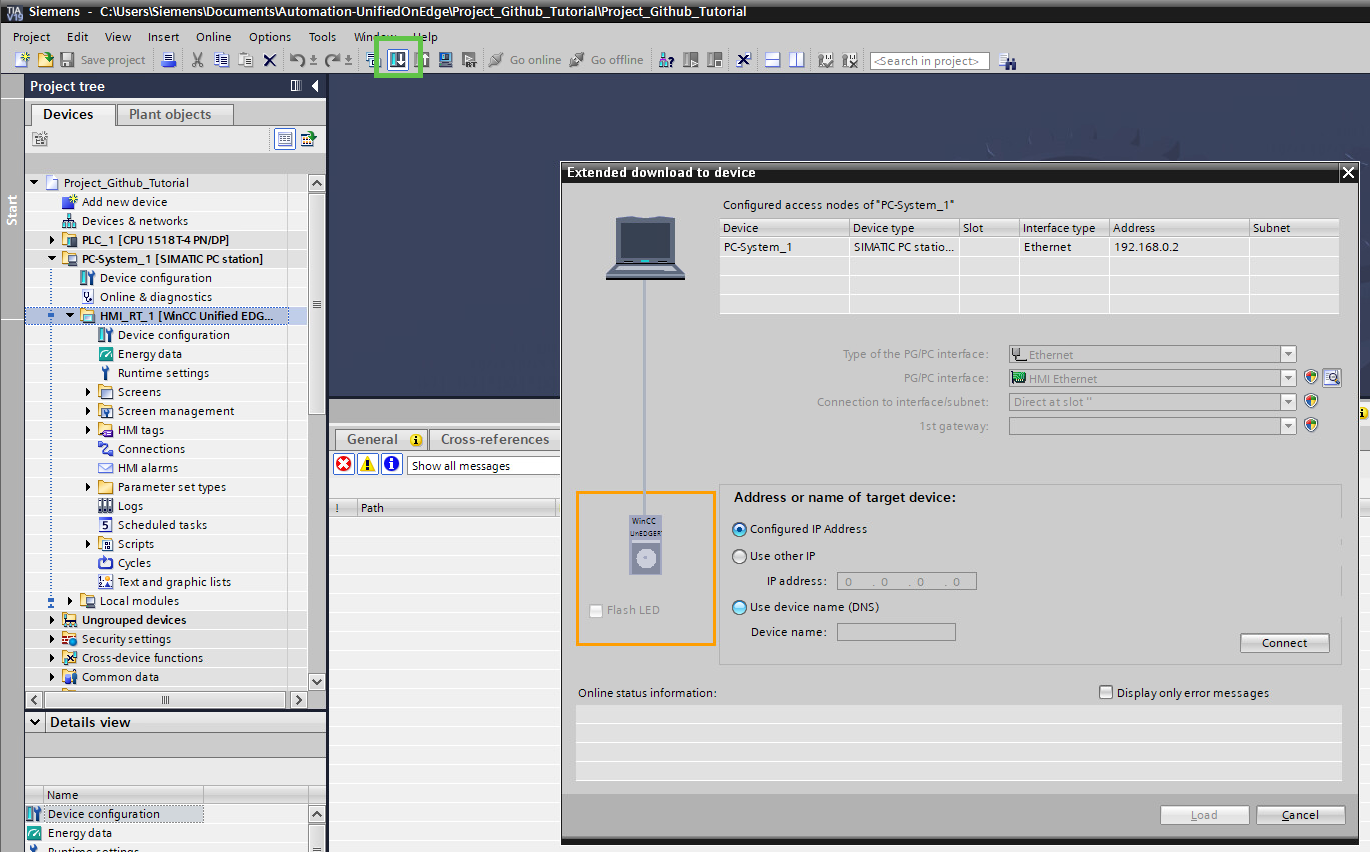 TIA V19 Siemens - C:\Users\Siemens\Documents\Automation-UnifiedOnEdge\Project_Github_Tutorial\Project_Github_Tutorial
Project Edit View Insert Online Options Tools Window Help
Save project
Go online
Go offline
<Search in project>
Start
Project tree
Devices
Plant objects
Project_Github_Tutorial
Add new device
Devices & networks
PLC_1 [CPU 1518T-4 PN/DP]
PC-System_1 [SIMATIC PC station]
Device configuration
Online & diagnostics
HMI_RT_1 [WinCC Unified EDG...
Device configuration
Energy data
Runtime settings
Screens
Screen management
HMI tags
Connections
HMI alarms
Parameter set types
Logs
Scheduled tasks
Scripts
Cycles
Text and graphic lists
Local modules
Ungrouped devices
Security settings
Cross-device functions
Common data
Details view
Name
Device configuration
Energy data
Runtime settings
General
Cross-references
Show all messages
! Path
Extended download to device
Configured access nodes of "PC-System_1"
Device Device type Slot Interface type Address Subnet
PC-System_1 SIMATIC PC statio... Ethernet 192.168.0.2
Type of the PG/PC interface: Ethernet
PG/PC interface: HMI Ethernet
Connection to interface/subnet: Direct at slot ''
1st gateway:
WinCC
UnEDGERT
Flash LED
Address or name of target device:
Configured IP Address
Use other IP
IP address: 0 . 0 . 0 . 0
Use device name (DNS)
Device name:
Connect
Online status information:
Display only error messages
Load
Cancel